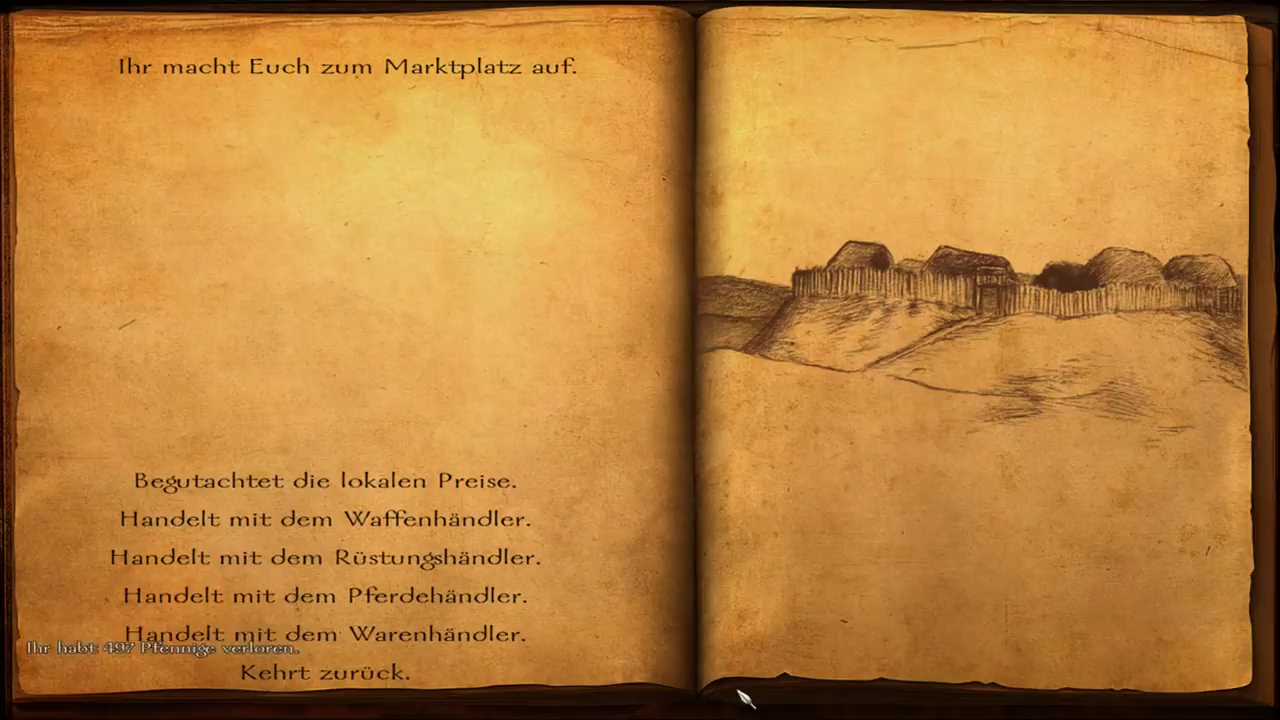 Ihr macht Euch zum Marktplatz auf.
Begutachtet die lokalen Preise.
Handelt mit dem Waffenhändler.
Handelt mit dem Rüstungshändler.
Handelt mit dem Pferdehändler.
Handelt mit dem Warenhändler.
Ihr habt 497 Pfennige verloren.
Kehrt zurück.